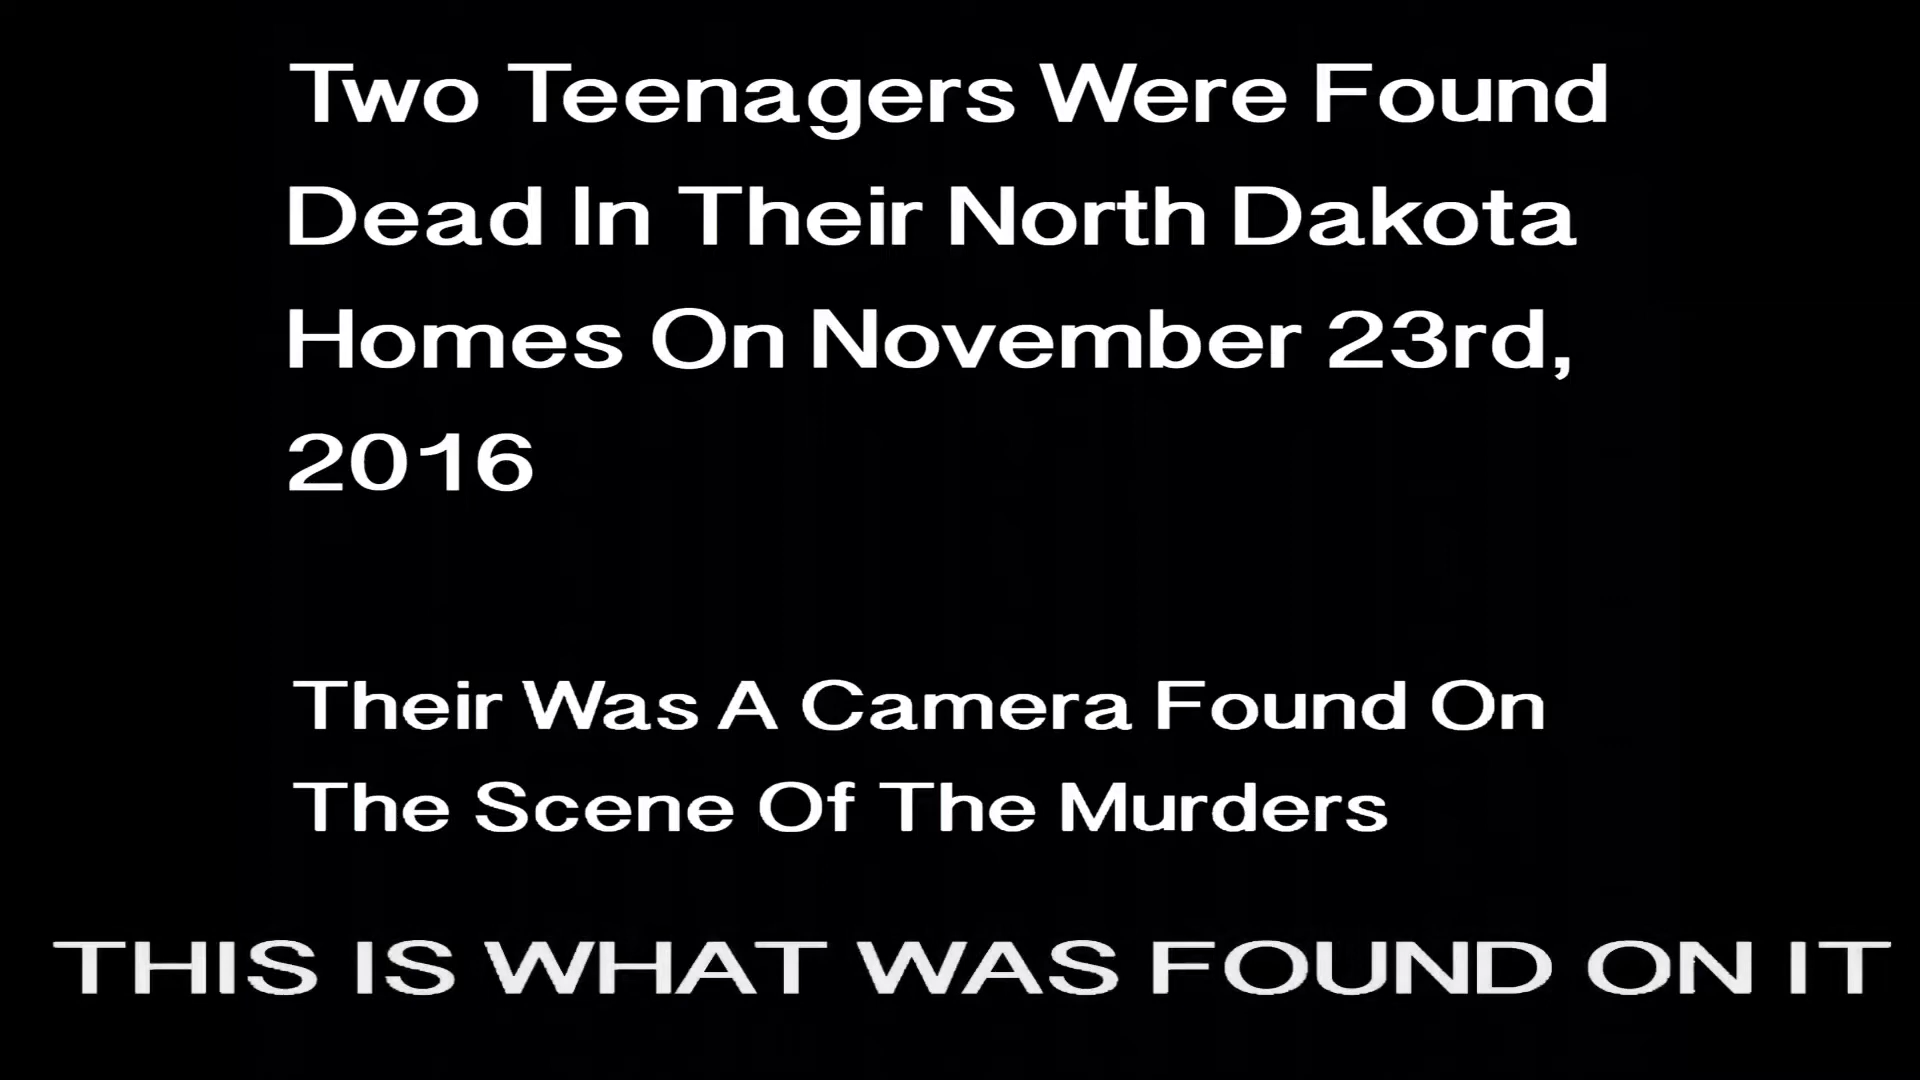 Two Teenagers Were Found
Dead In Their North Dakota
Homes On November 23rd,
2016
Their Was A Camera Found On
The Scene Of The Murders
THIS IS WHAT WAS FOUND ON IT